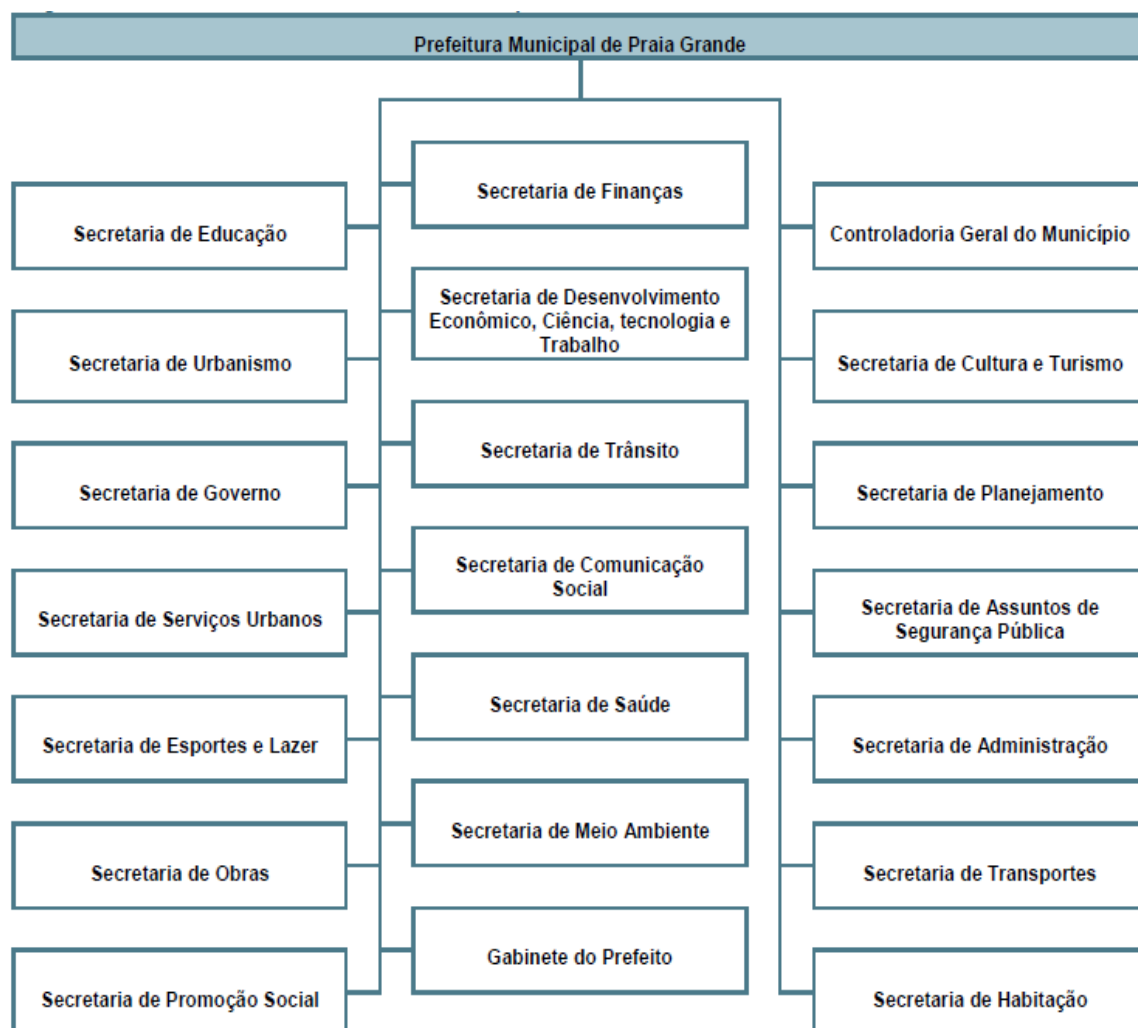 Prefeitura Municipal de Praia Grande
Secretaria de Educação
Secretaria de Urbanismo
Secretaria de Governo
Secretaria de Serviços Urbanos
Secretaria de Esportes e Lazer
Secretaria de Obras
Secretaria de Promoção Social
Secretaria de Finanças
Secretaria de Desenvolvimento
Econômico, Ciência, tecnologia e
Trabalho
Secretaria de Trânsito
Secretaria de Comunicação
Social
Secretaria de Saúde
Secretaria de Meio Ambiente
Gabinete do Prefeito
Controladoria Geral do Município
Secretaria de Cultura e Turismo
Secretaria de Planejamento
Secretaria de Assuntos de
Segurança Pública
Secretaria de Administração
Secretaria de Transportes
Secretaria de Habitação